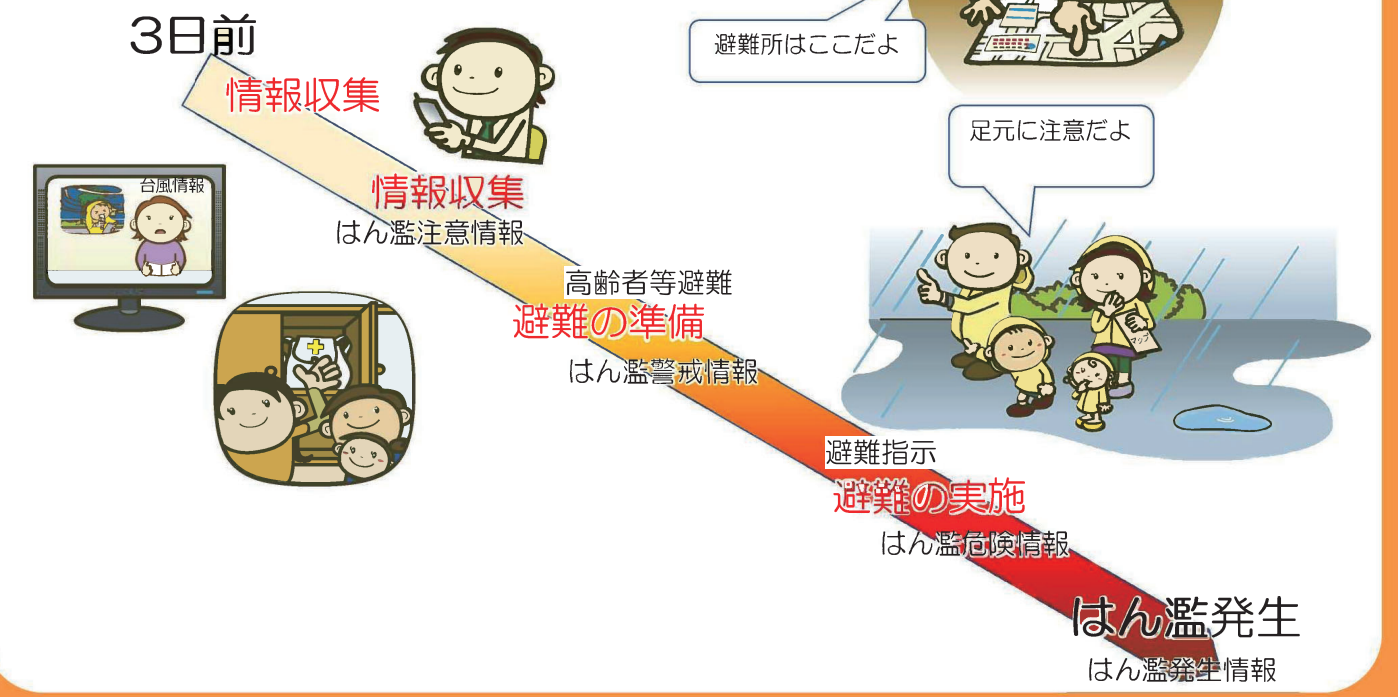 3日前
避難所はここだよ
情報収集
足元に注意だよ
台風情報
情報収集
はん濫注意情報
高齢者等避難
避難の準備
はん濫警戒情報
マップ
避難指示
避難の実施
はん濫危険情報
はん濫発生
はん濫発生情報